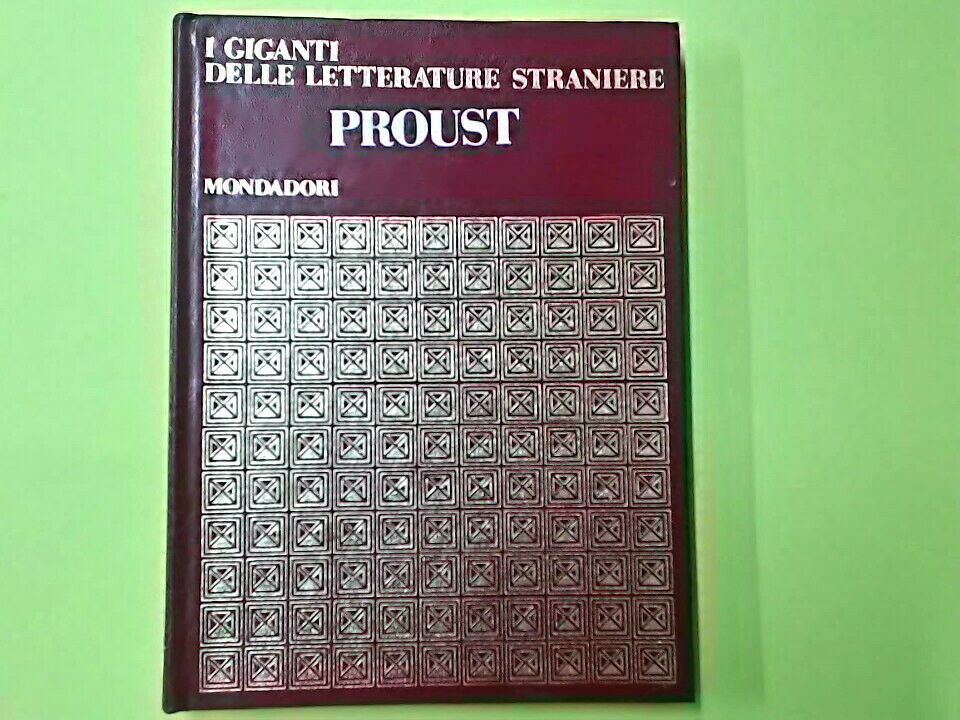 I GIGANTI
DELLE LETTERATURE STRANIERE
PROUST
MONDADORI